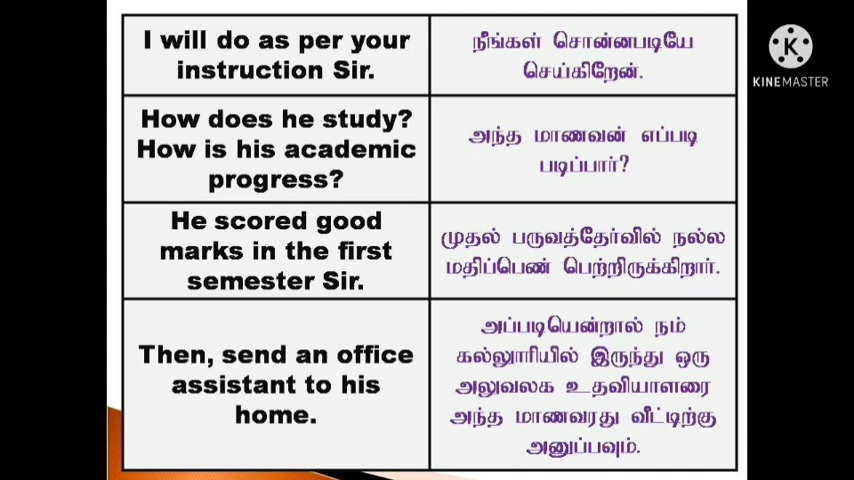 I will do as per your
instruction Sir.
நீங்கள் சொன்னபடியே
செய்கிறேன்.
How does he study?
How is his academic
progress?
அந்த மாணவன் எப்படி
படிப்பார்?
He scored good
marks in the first
semester Sir.
முதல் பருவத்தேர்வில் நல்ல
மதிப்பெண் பெற்றிருக்கிறார்.
Then, send an office
assistant to his
home.
அப்படியென்றால் நம்
கல்லூரியில் இருந்து ஒரு
அலுவலக உதவியாளரை
அந்த மாணவரது வீட்டிற்கு
அனுப்பவும்.
K
KINEMASTER